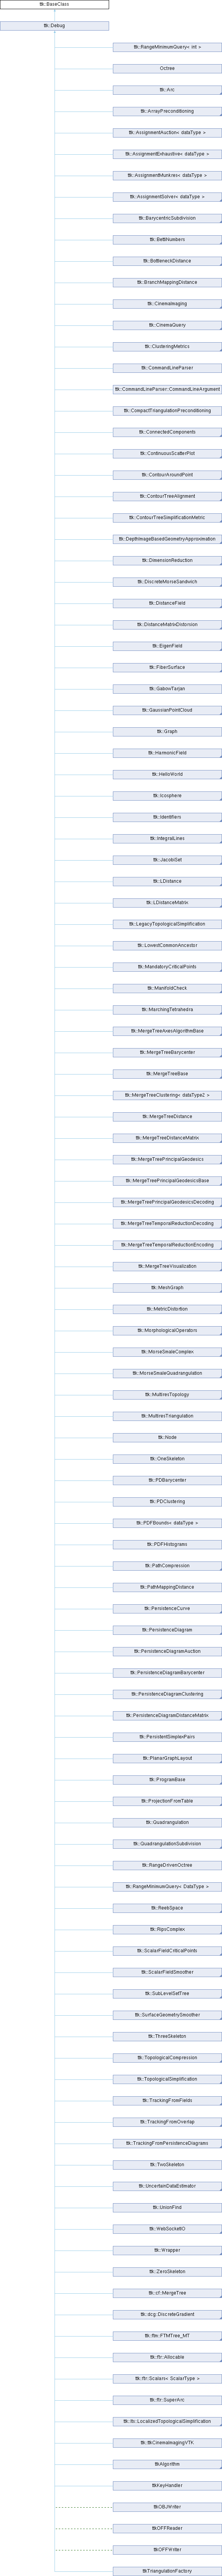 ttk::BaseClass
ttk::Debug
ttk::RangeMinimumQuery< int >
Octree
ttk::Arc
ttk::ArrayPreconditioning
ttk::AssignmentAuction< dataType >
ttk::AssignmentExhaustive< dataType >
ttk::AssignmentMunkres< dataType >
ttk::AssignmentSolver< dataType >
ttk::BarycentricSubdivision
ttk::BettiNumbers
ttk::BottleneckDistance
ttk::BranchMappingDistance
ttk::CinemaImaging
ttk::CinemaQuery
ttk::ClusteringMetrics
ttk::CommandLineParser
ttk::CommandLineParser::CommandLineArgument
ttk::CompactTriangulationPreconditioning
ttk::ConnectedComponents
ttk::ContinuousScatterPlot
ttk::ContourAroundPoint
ttk::ContourTreeAlignment
ttk::ContourTreeSimplificationMetric
ttk::DepthImageBasedGeometryApproximation
ttk::DimensionReduction
ttk::DiscreteMorseSandwich
ttk::DistanceField
ttk::DistanceMatrixDistorsion
ttk::EigenField
ttk::FiberSurface
ttk::GabowTarjan
ttk::GaussianPointCloud
ttk::Graph
ttk::HarmonicField
ttk::HelloWorld
ttk::Icosphere
ttk::Identifiers
ttk::IntegralLines
ttk::JacobiSet
ttk::LDistance
ttk::LDistanceMatrix
ttk::LegacyTopologicalSimplification
ttk::LowestCommonAncestor
ttk::MandatoryCriticalPoints
ttk::ManifoldCheck
ttk::MarchingTetrahedra
ttk::MergeTreeAxesAlgorithmBase
ttk::MergeTreeBarycenter
ttk::MergeTreeBase
ttk::MergeTreeClustering< dataType2 >
ttk::MergeTreeDistance
ttk::MergeTreeDistanceMatrix
ttk::MergeTreePrincipalGeodesics
ttk::MergeTreePrincipalGeodesicsBase
ttk::MergeTreePrincipalGeodesicsDecoding
ttk::MergeTreeTemporalReductionDecoding
ttk::MergeTreeTemporalReductionEncoding
ttk::MergeTreeVisualization
ttk::MeshGraph
ttk::MetricDistortion
ttk::MorphologicalOperators
ttk::MorseSmaleComplex
ttk::MorseSmaleQuadrangulation
ttk::MultiresTopology
ttk::MultiresTriangulation
ttk::Node
ttk::OneSkeleton
ttk::PDBarycenter
ttk::PDClustering
ttk::PDFBounds< dataType >
ttk::PDFHistograms
ttk::PathCompression
ttk::PathMappingDistance
ttk::PersistenceCurve
ttk::PersistenceDiagram
ttk::PersistenceDiagramAuction
ttk::PersistenceDiagramBarycenter
ttk::PersistenceDiagramClustering
ttk::PersistenceDiagramDistanceMatrix
ttk::PersistentSimplexPairs
ttk::PlanarGraphLayout
ttk::ProgramBase
ttk::ProjectionFromTable
ttk::Quadrangulation
ttk::QuadrangulationSubdivision
ttk::RangeDrivenOctree
ttk::RangeMinimumQuery< DataType >
ttk::ReebSpace
ttk::RipsComplex
ttk::ScalarFieldCriticalPoints
ttk::ScalarFieldSmoother
ttk::SubLevelSetTree
ttk::SurfaceGeometrySmoother
ttk::ThreeSkeleton
ttk::TopologicalCompression
ttk::TopologicalSimplification
ttk::TrackingFromFields
ttk::TrackingFromOverlap
ttk::TrackingFromPersistenceDiagrams
ttk::TwoSkeleton
ttk::UncertainDataEstimator
ttk::UnionFind
ttk::WebSocketIO
ttk::Wrapper
ttk::ZeroSkeleton
ttk::cf::MergeTree
ttk::dcg::DiscreteGradient
ttk::ftm::FTMTree_MT
ttk::ftr::Allocable
ttk::ftr::Scalars< ScalarType >
ttk::ftr::SuperArc
ttk::lts::LocalizedTopologicalSimplification
ttk::ttkCinemaImagingVTK
ttkAlgorithm
ttkKeyHandler
ttkOBJWriter
ttkOFFReader
ttkOFFWriter
ttkTriangulationFactory